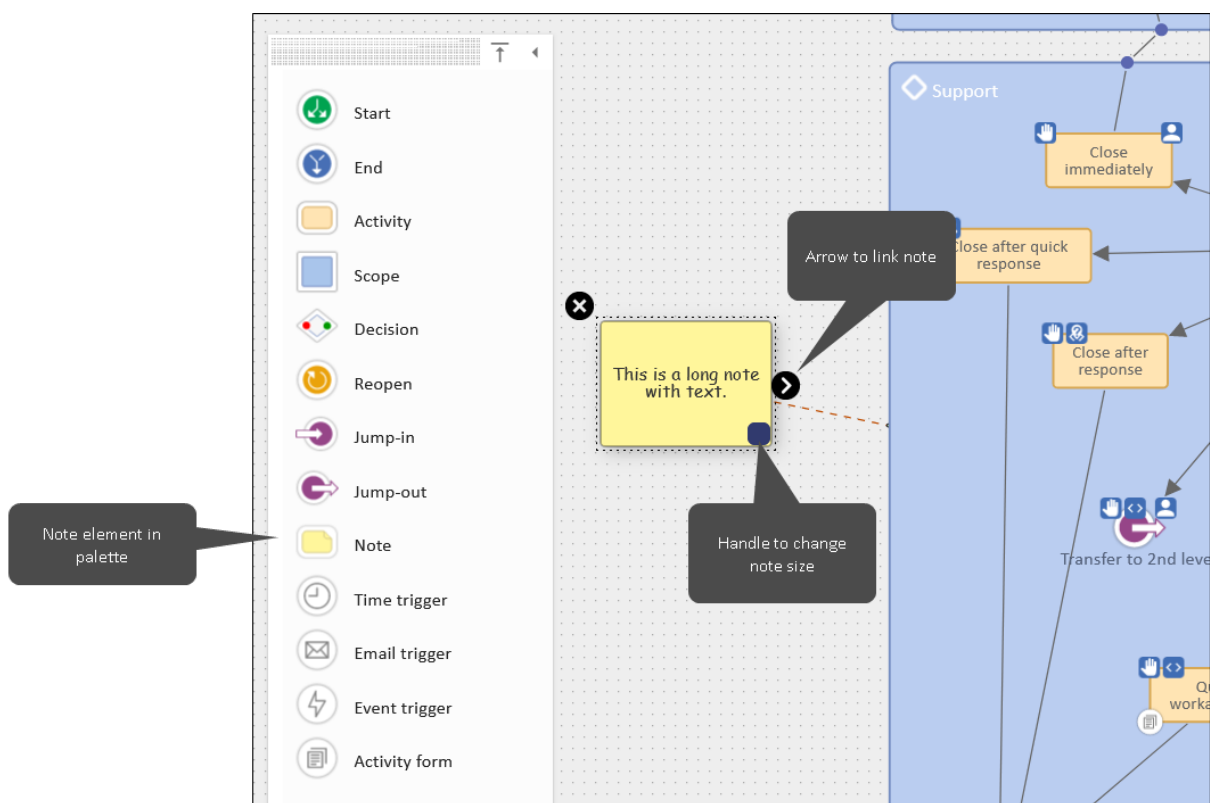 Start
End
Activity
Scope
Decision
Reopen
Jump-in
Jump-out
Note
Time trigger
Email trigger
Event trigger
Activity form
Note element in
palette
This is a long note
with text.
Arrow to link note
Handle to change
note size
Support
Close
immediately
Close after quick
response
Close after
response
Transfer to 2nd leve
Qu
worka